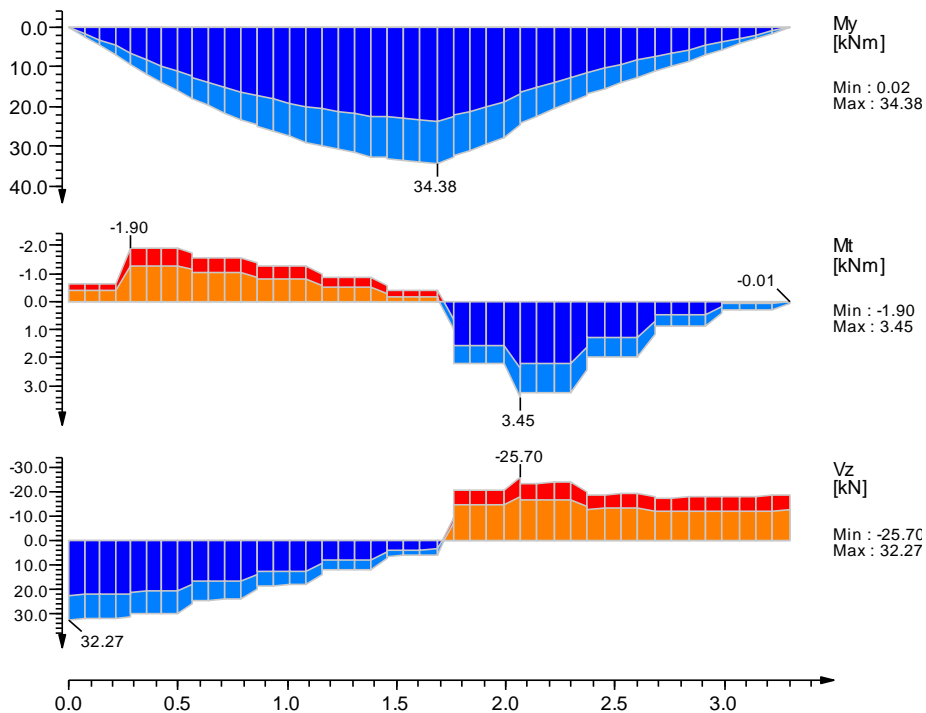 0.0
10.0
20.0
30.0
40.0
34.38
My
[kNm]
Min : 0.02
Max : 34.38
-1.90
-2.0
-1.0
0.0
1.0
2.0
3.0
3.45
-0.01
Mt
[kNm]
Min : -1.90
Max : 3.45
-25.70
-30.0
-20.0
-10.0
0.0
10.0
20.0
30.0
32.27
Vz
[kN]
Min : -25.70
Max : 32.27
0.0 0.5 1.0 1.5 2.0 2.5 3.0